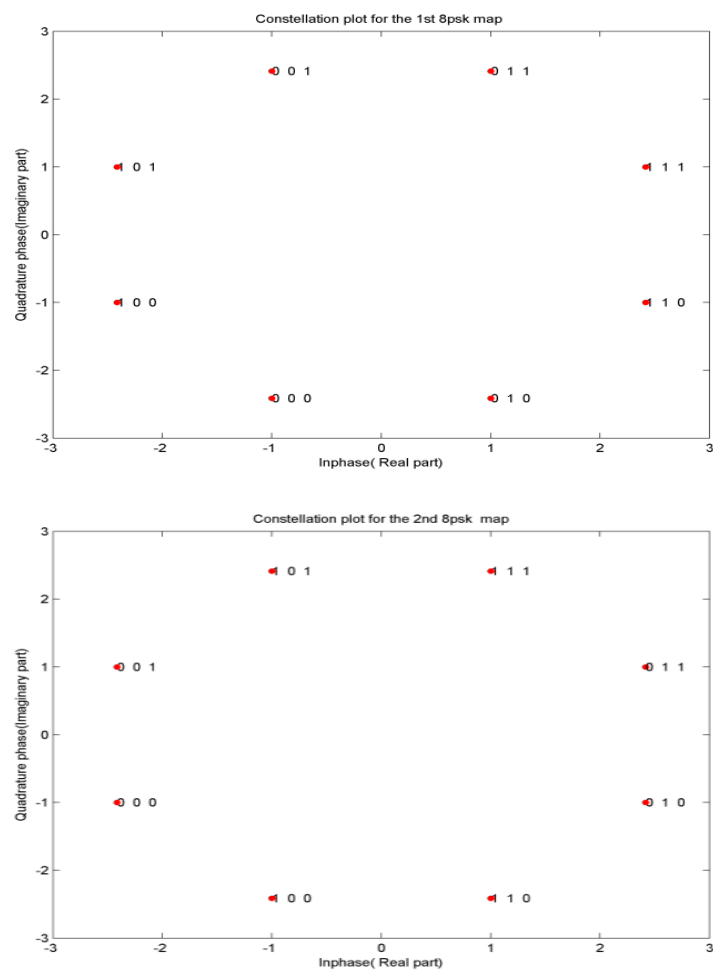 Constellation plot for the 1st 8psk map
3
0 0 1
0 1 1
2
1
1 0 1
1 1 1
Quadrature phase(Imaginary part)
0
-1
1 0 0
1 1 0
-2
0 0 0
0 1 0
-3
-3 -2 -1 0 1 2 3
Inphase( Real part)
Constellation plot for the 2nd 8psk map
3
1 0 1
1 1 1
2
1
0 0 1
0 1 1
Quadrature phase(Imaginary part)
0
-1
0 0 0
0 1 0
-2
1 0 0
1 1 0
-3
-3 -2 -1 0 1 2 3
Inphase( Real part)